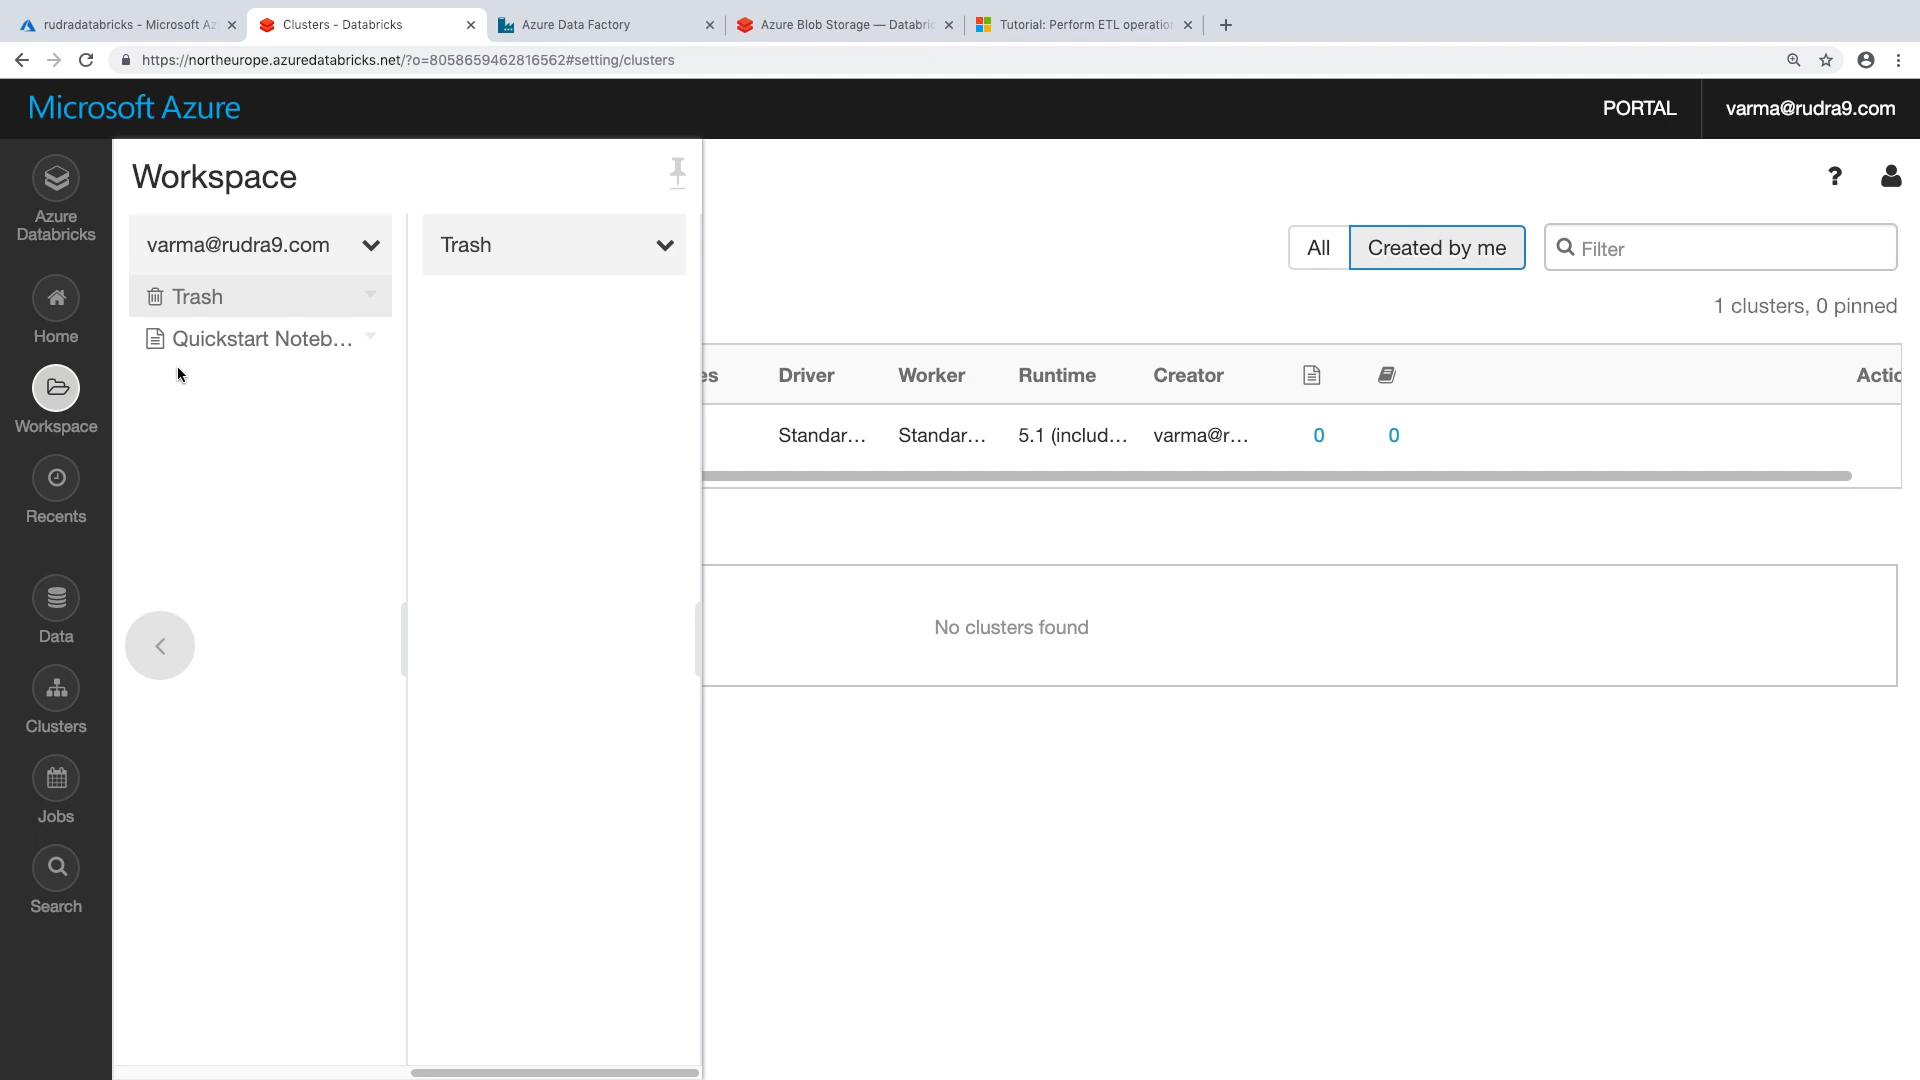 rudradatabricks - Microsoft Az
Clusters - Databricks
Azure Data Factory
Azure Blob Storage — Databric
Tutorial: Perform ETL operation
https://northeurope.azuredatabricks.net/?o=8058659462816562#setting/clusters
Microsoft Azure
PORTAL
varma@rudra9.com
Azure
Databricks
Home
Workspace
Recents
Data
Clusters
Jobs
Search
Workspace
varma@rudra9.com
Trash
Quickstart Noteb...
Trash
?
All
Created by me
Filter
1 clusters, 0 pinned
es
Driver
Worker
Runtime
Creator
Actio
Standar...
Standar...
5.1 (includ...
varma@r...
0
0
No clusters found